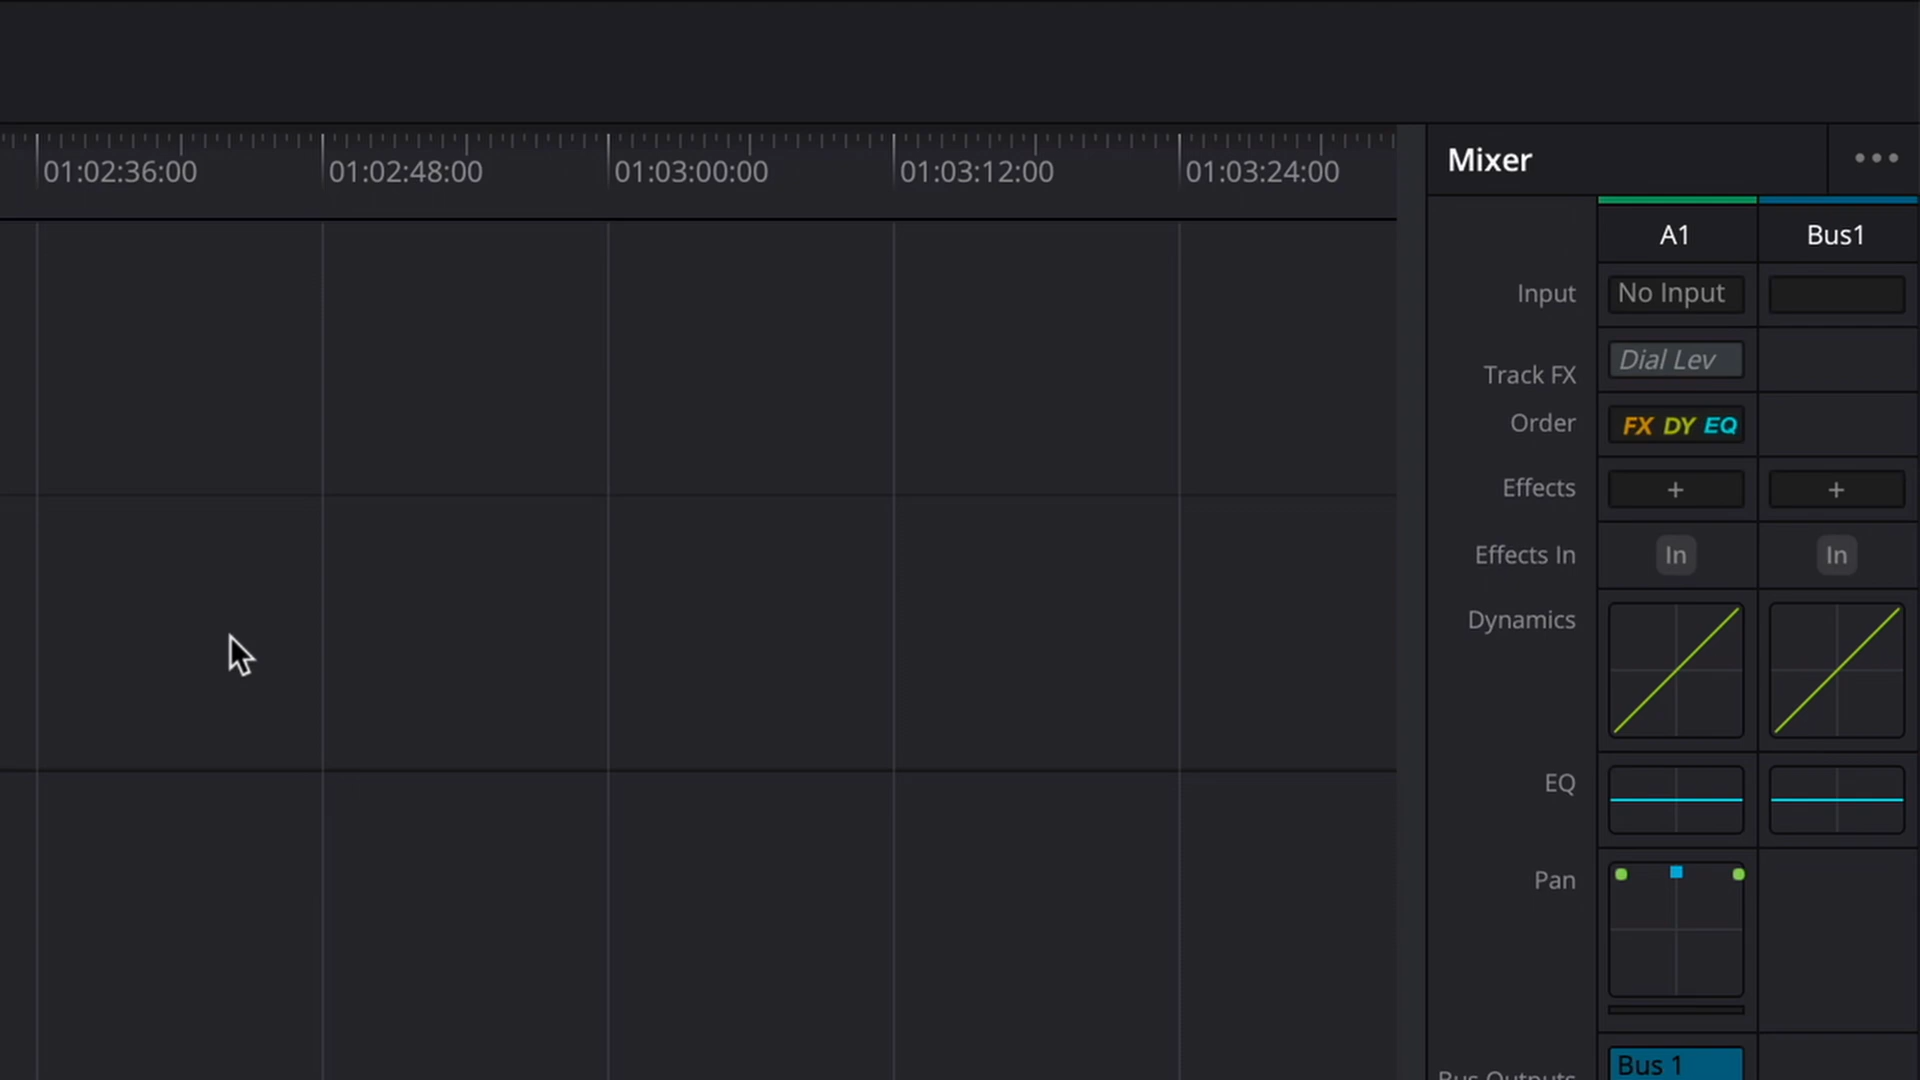 01:02:36:00 01:02:48:00 01:03:00:00 01:03:12:00 01:03:24:00
Mixer
A1 Bus1
Input No Input
Track FX Dial Lev
Order FX DY EQ
Effects + +
Effects In In In
Dynamics
EQ
Pan
Bus Outputs Bus 1